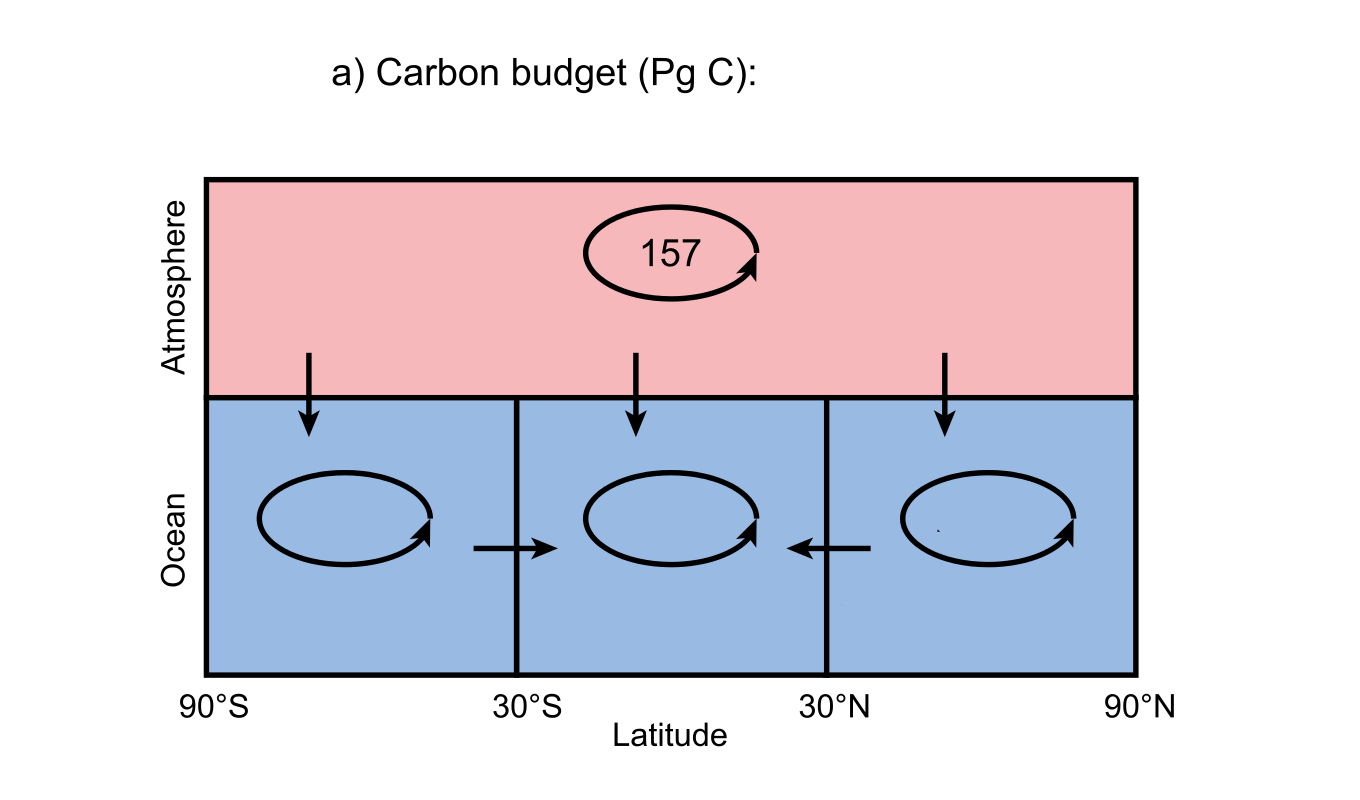 a) Carbon budget (Pg C):
Atmosphere
157
Ocean
90°S
30°S
30°N
90°N
Latitude